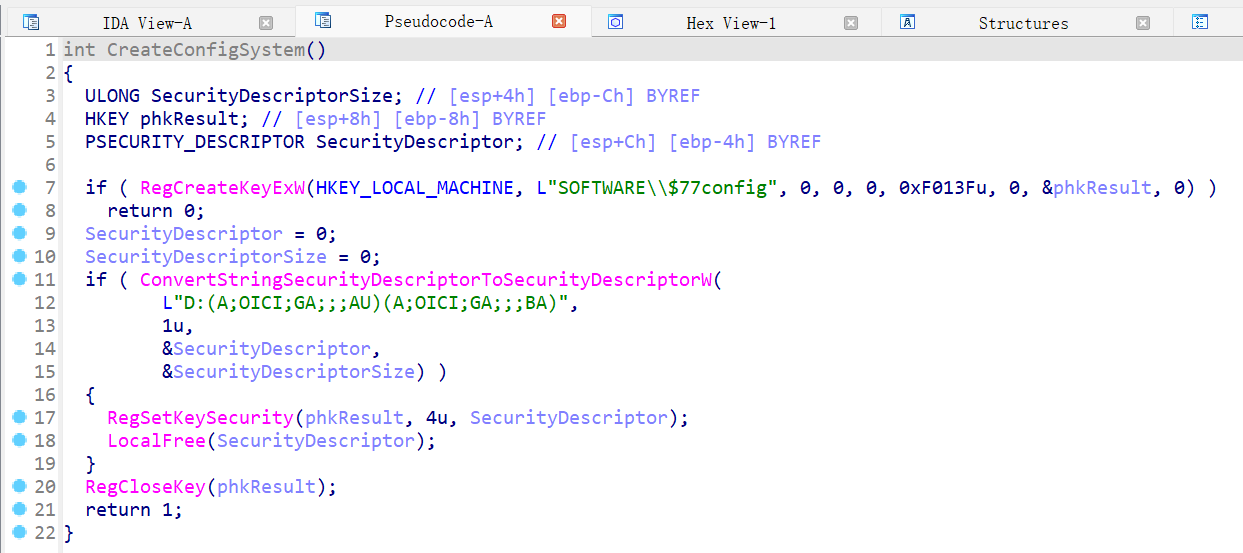 IDA View-A Pseudocode-A Hex View-1 Structures
1 int CreateConfigSystem()
2 {
3 ULONG SecurityDescriptorSize; // [esp+4h] [ebp-Ch] BYREF
4 HKEY phkResult; // [esp+8h] [ebp-8h] BYREF
5 PSECURITY_DESCRIPTOR SecurityDescriptor; // [esp+Ch] [ebp-4h] BYREF
6
7 if ( RegCreateKeyExW(HKEY_LOCAL_MACHINE, L"SOFTWARE\\$77config", 0, 0, 0, 0xF013Fu, 0, &phkResult, 0) )
8 return 0;
9 SecurityDescriptor = 0;
10 SecurityDescriptorSize = 0;
11 if ( ConvertStringSecurityDescriptorToSecurityDescriptorW(
12 L"D:(A;OICI;GA;;;AU)(A;OICI;GA;;;BA)",
13 1u,
14 &SecurityDescriptor,
15 &SecurityDescriptorSize) )
16 {
17 RegSetKeySecurity(phkResult, 4u, SecurityDescriptor);
18 LocalFree(SecurityDescriptor);
19 }
20 RegCloseKey(phkResult);
21 return 1;
22 }